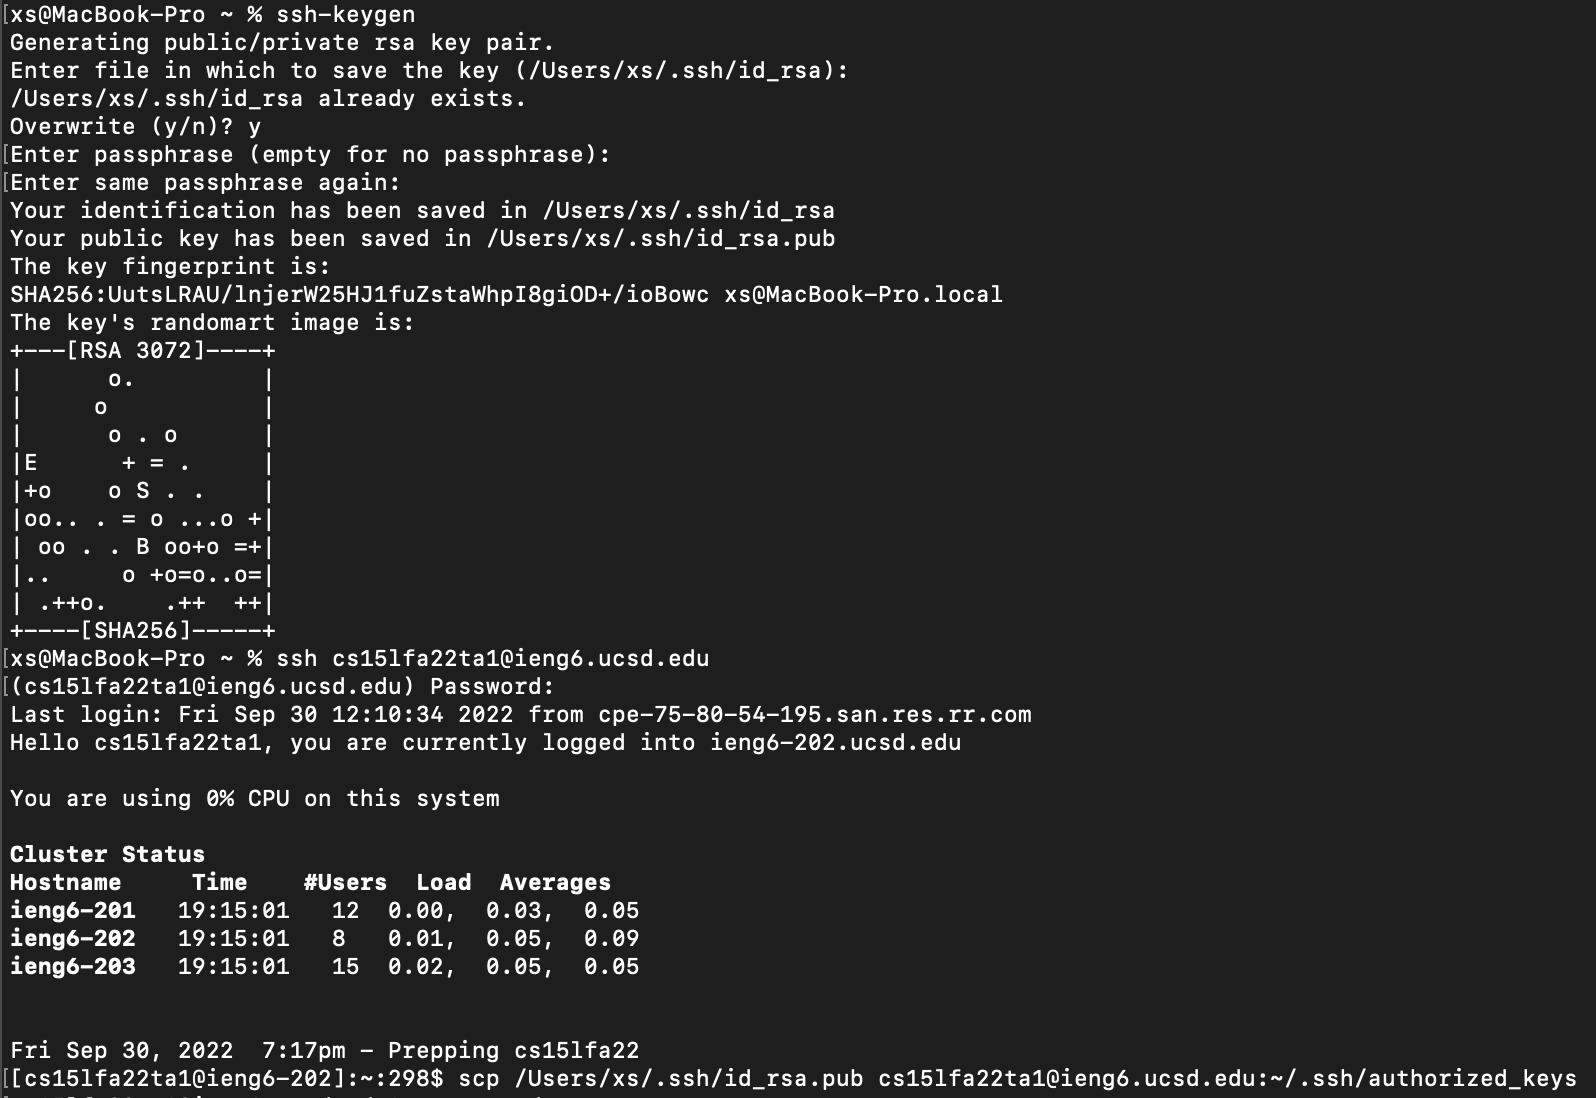 [xs@MacBook-Pro ~ % ssh-keygen
Generating public/private rsa key pair.
Enter file in which to save the key (/Users/xs/.ssh/id_rsa):
/Users/xs/.ssh/id_rsa already exists.
Overwrite (y/n)? y
[Enter passphrase (empty for no passphrase):
[Enter same passphrase again:
Your identification has been saved in /Users/xs/.ssh/id_rsa
Your public key has been saved in /Users/xs/.ssh/id_rsa.pub
The key fingerprint is:
SHA256:UutsLRAU/lnjerW25HJ1fuZstaWhpI8giOD+/ioBowc xs@MacBook-Pro.local
The key's randomart image is:
+---[RSA 3072]----+
|      o.         |
|     o           |
|      o . o      |
|E      + = .     |
|+o    o S . .    |
|oo.. . = o ...o +|
| oo . . B oo+o =+|
|..     o +o=o..o=|
| .++o.    .++  ++|
+----[SHA256]-----+
[xs@MacBook-Pro ~ % ssh cs15lfa22ta1@ieng6.ucsd.edu
[(cs15lfa22ta1@ieng6.ucsd.edu) Password:
Last login: Fri Sep 30 12:10:34 2022 from cpe-75-80-54-195.san.res.rr.com
Hello cs15lfa22ta1, you are currently logged into ieng6-202.ucsd.edu
You are using 0% CPU on this system
Cluster Status
Hostname     Time    #Users  Load  Averages
ieng6-201   19:15:01   12  0.00,  0.03,  0.05
ieng6-202   19:15:01   8   0.01,  0.05,  0.09
ieng6-203   19:15:01   15  0.02,  0.05,  0.05
Fri Sep 30, 2022  7:17pm - Prepping cs15lfa22
[[cs15lfa22ta1@ieng6-202]:~:298$ scp /Users/xs/.ssh/id_rsa.pub cs15lfa22ta1@ieng6.ucsd.edu:~/.ssh/authorized_keys